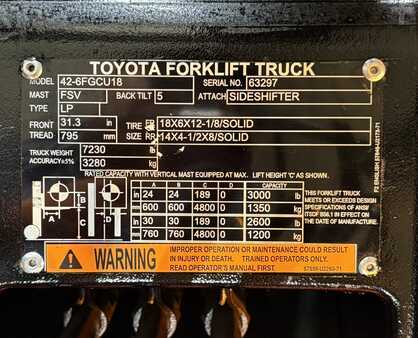 TOYOTA FORKLIFT TRUCK
MODEL 42-6FGCU18 SERIAL NO. 63297
MAST FSV BACK TILT 5 ATTACH SIDESHIFTER
TYPE LP
FRONT TREAD 31.3 in TIRE SIZE FR 18X6X12-1/8/SOLID
795 mm RR 14X4-1/2X8/SOLID
TRUCK WEIGHT ACCURACY±5% 7230 lb
3280 kg
RATED CAPACITY WITH VERTICAL MAST EQUIPPED AT MAX. LIFT HEIGHT 'C' AS SHOWN.
A B C D CAPACITY
in 24 24 189 0 3000 lb
mm 600 600 4800 0 1350 kg
in 30 30 189 0 2600 lb
mm 760 760 4800 0 1200 kg
A B C D
THIS FORKLIFT TRUCK
MEETS OR EXCEEDS
DESIGN SPECIFICATIONS OF ANSI/
ITSDF B56.1 IN EFFECT ON DATE
OF MANUFACTURE.
WARNING
IMPROPER OPERATION OR MAINTENANCE COULD RESULT
IN INJURY OR DEATH. TRAINED OPERATORS ONLY.
READ OPERATOR'S MANUAL FIRST.